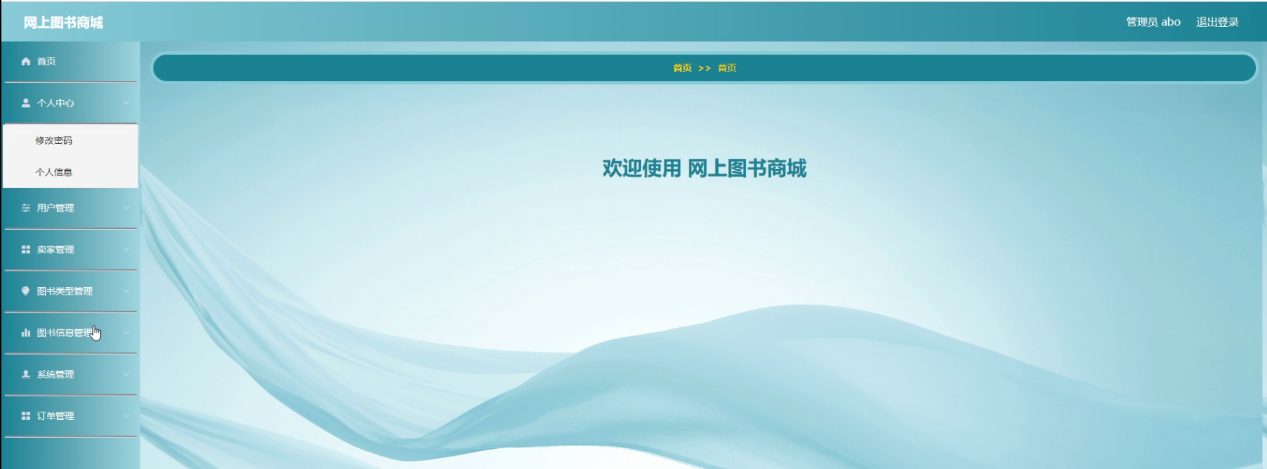 网上图书商城
管理员 abo 退出登录
首页
个人中心
修改密码
个人信息
用户管理
卖家管理
图书类型管理
图书信息管理
系统管理
订单管理
首页 >> 首页
欢迎使用 网上图书商城